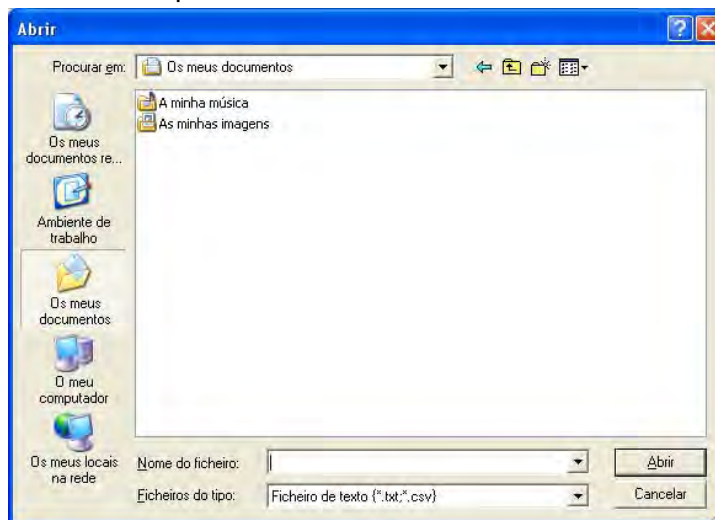 Abrir
Procurar em:
Os meus documentos
A minha música
As minhas imagens
Os meus
documentos re...
Ambiente de
trabalho
Os meus
documentos
O meu
computador
Os meus locais
na rede
Nome do ficheiro:
Abrir
Ficheiros do tipo:
Ficheiro de texto (*.txt;*.csv)
Cancelar